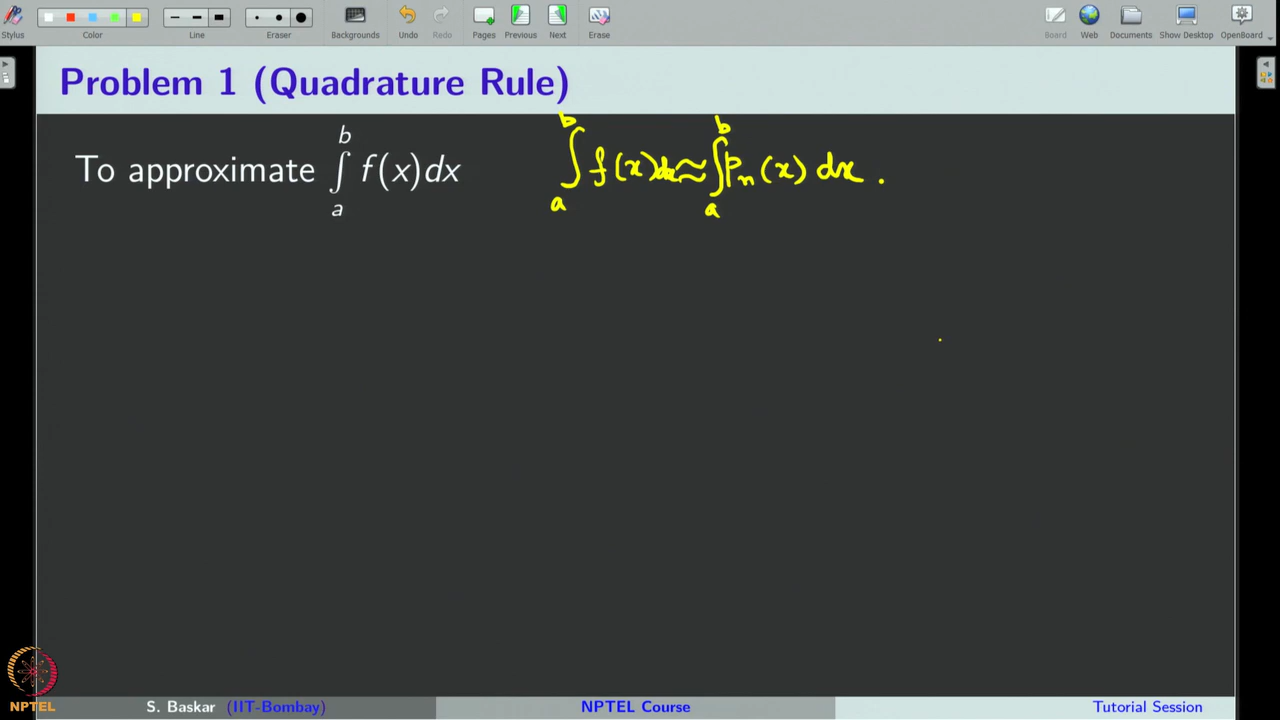 Stylus Color Line Eraser Backgrounds Undo Redo Pages Previous Next Erase Board Web Documents Show Desktop OpenBoard
Problem 1 (Quadrature Rule)
To approximate ∫_a^b f(x)dx ∫_a^b f(x)dx ≈ ∫_a^b p_n(x) dx .
NPTEL S. Baskar (IIT-Bombay) NPTEL Course Tutorial Session